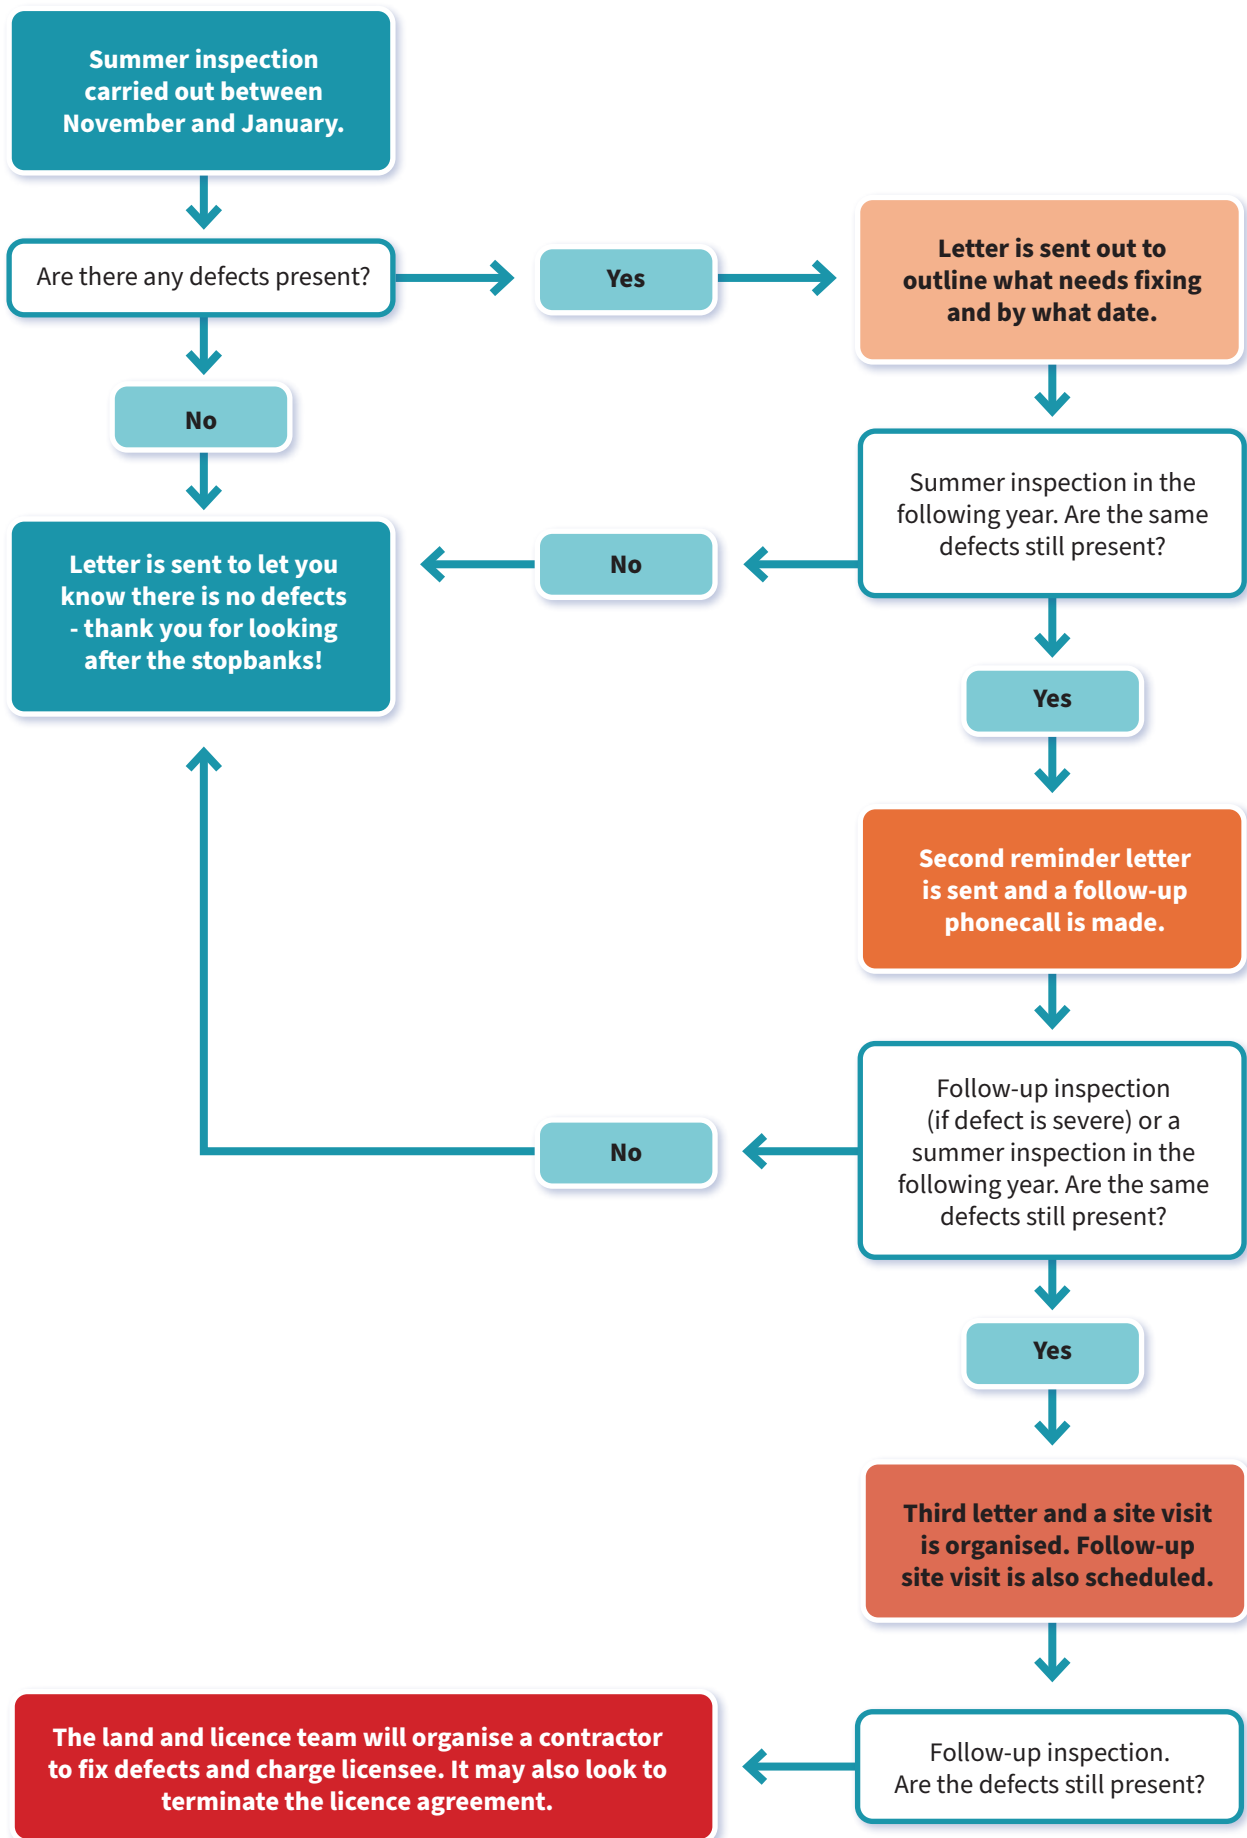 Summer inspection
carried out between
November and January.
Are there any defects present?
Yes
Letter is sent out to
outline what needs fixing
and by what date.
No
Summer inspection in the
following year. Are the same
defects still present?
No
Letter is sent to let you
know there is no defects
- thank you for looking
after the stopbanks!
Yes
Second reminder letter
is sent and a follow-up
phonecall is made.
Follow-up inspection
(if defect is severe) or a
summer inspection in the
following year. Are the same
defects still present?
No
Yes
Third letter and a site visit
is organised. Follow-up
site visit is also scheduled.
Follow-up inspection.
Are the defects still present?
The land and licence team will organise a contractor
to fix defects and charge licensee. It may also look to
terminate the licence agreement.